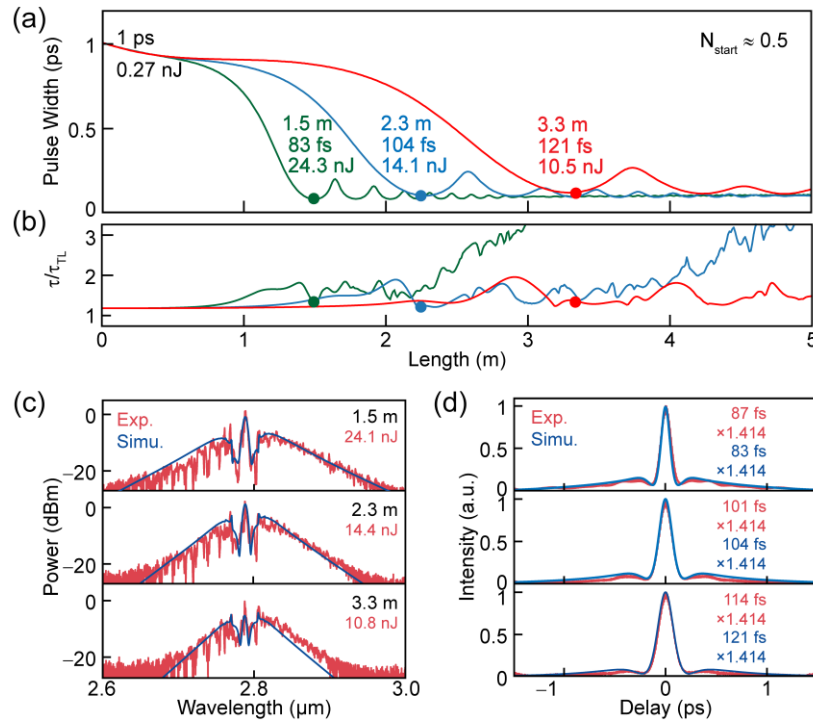 (a)
Pulse Width (ps)
1
0.5
0
1 ps
0.27 nJ
N_start ≈ 0.5
1.5 m
83 fs
24.3 nJ
2.3 m
104 fs
14.1 nJ
3.3 m
121 fs
10.5 nJ
(b)
τ/τ_TL
3
2
1
0 1 2 3 4 5
Length (m)
(c)
Power (dBm)
0
−20
Exp.
Simu.
1.5 m
24.1 nJ
0
−20
2.3 m
14.4 nJ
0
−20
3.3 m
10.8 nJ
2.6 2.8 3.0
Wavelength (μm)
(d)
Intensity (a.u.)
1
0.5
0
Exp.
Simu.
87 fs
×1.414
83 fs
×1.414
1
0.5
0
101 fs
×1.414
104 fs
×1.414
1
0.5
0
114 fs
×1.414
121 fs
×1.414
−1 0 1
Delay (ps)